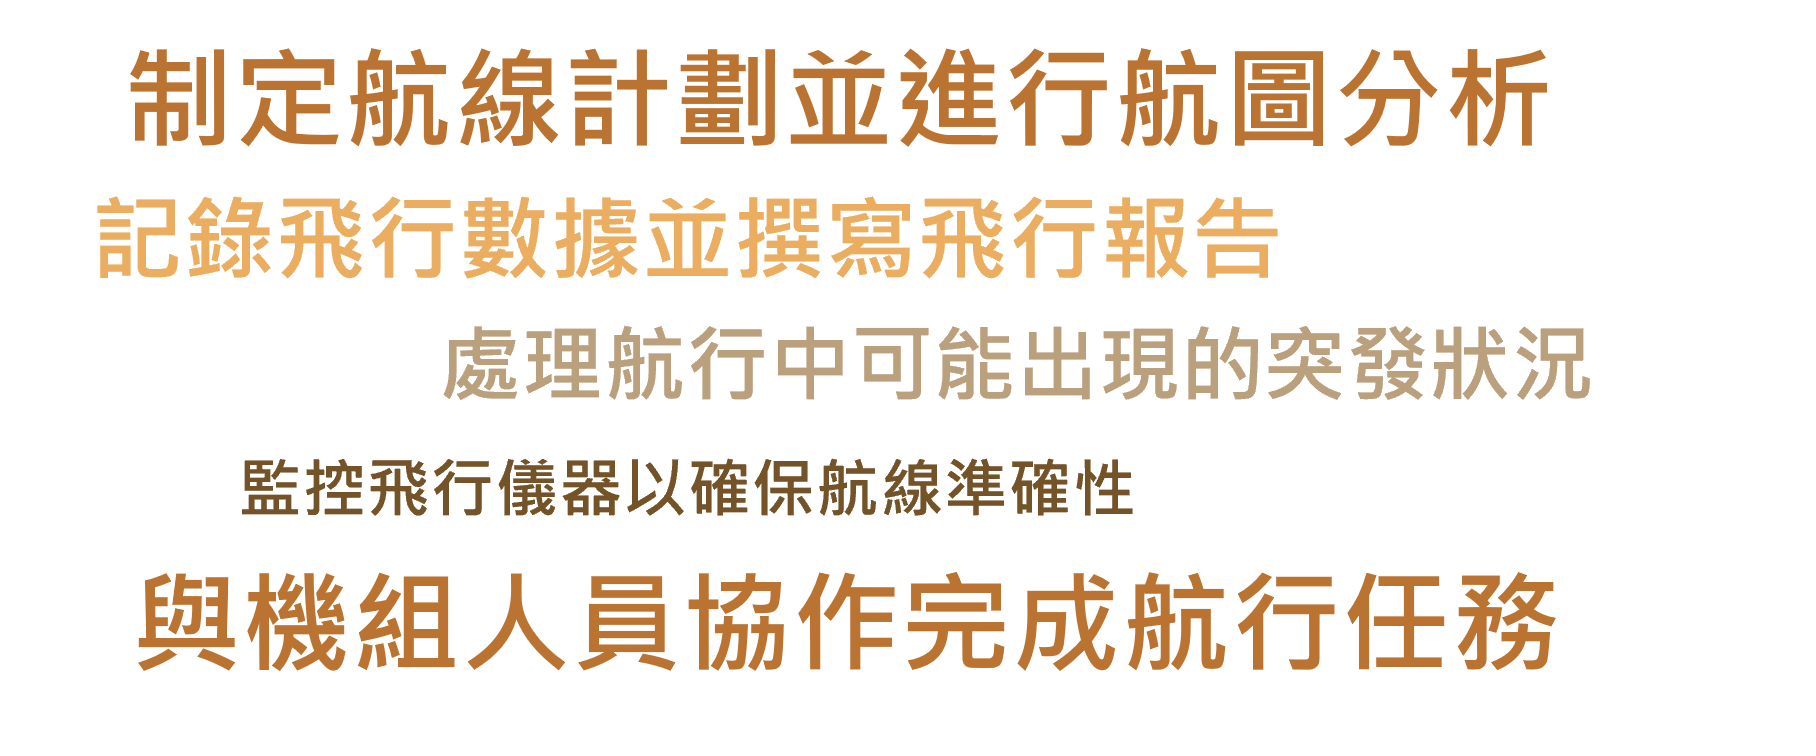 制定航線計劃並進行航圖分析
記錄飛行數據並撰寫飛行報告
處理航行中可能出現的突發狀況
監控飛行儀器以確保航線準確性
與機組人員協作完成航行任務